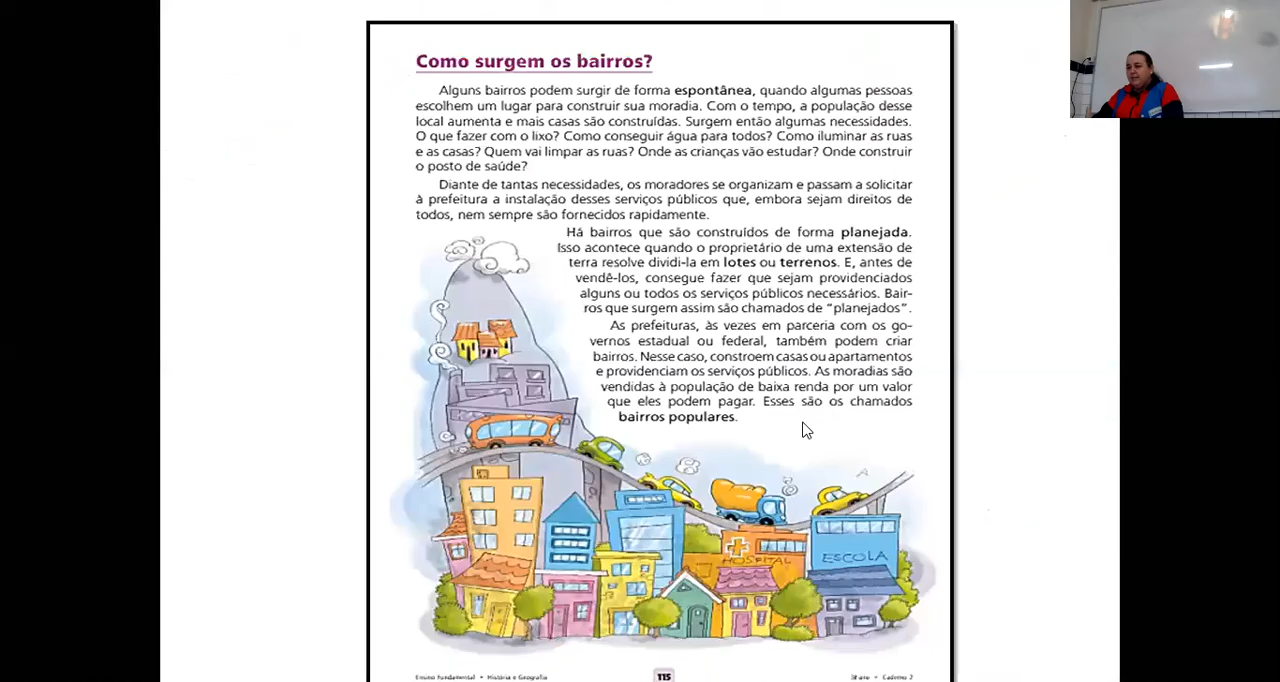 Como surgem os bairros?
Alguns bairros podem surgir de forma espontânea, quando algumas pessoas
escolhem um lugar para construir sua moradia. Com o tempo, a população desse
local aumenta e mais casas são construídas. Surgem então algumas necessidades.
O que fazer com o lixo? Como conseguir água para todos? Como iluminar as ruas
e as casas? Quem vai limpar as ruas? Onde as crianças vão estudar? Onde construir
o posto de saúde?
Diante de tantas necessidades, os moradores se organizam e passam a solicitar
à prefeitura a instalação desses serviços públicos que, embora sejam direitos de
todos, nem sempre são fornecidos rapidamente.
Há bairros que são construídos de forma planejada.
Isso acontece quando o proprietário de uma extensão de
terra resolve dividi-la em lotes ou terrenos. E, antes de
vendê-los, consegue fazer que sejam providenciados
alguns ou todos os serviços públicos necessários. Bair-
ros que surgem assim são chamados de “planejados”.
As prefeituras, às vezes em parceria com os go-
vernos estadual ou federal, também podem criar
bairros. Nesse caso, constroem casas ou apartamentos
e providenciam os serviços públicos. As moradias são
vendidas à população de baixa renda por um valor
que eles podem pagar. Esses são os chamados
bairros populares.
HOSPITAL
ESCOLA
Ensino Fundamental • História e Geografia
115
3º ano • Caderno 2